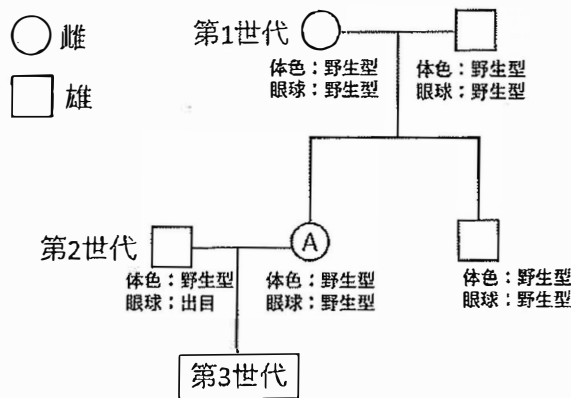 雌
雄
第1世代
体色：野生型
眼球：野生型
体色：野生型
眼球：野生型
第2世代
A
体色：野生型
眼球：出目
体色：野生型
眼球：野生型
体色：野生型
眼球：野生型
第3世代